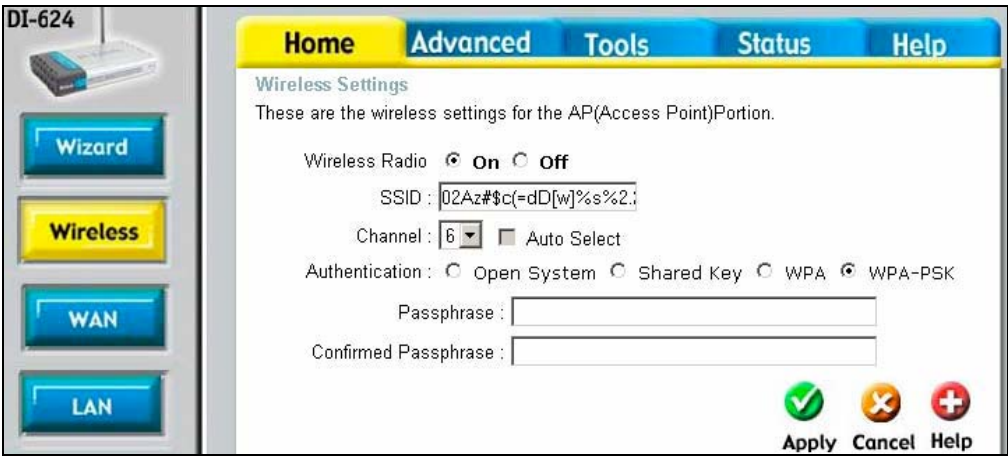 DI-624
Home Advanced Tools Status Help
Wireless Settings
These are the wireless settings for the AP(Access Point)Portion.
Wizard
Wireless Radio On Off
SSID : 02Az#$c(=dD[w]%s%2.
Wireless
Channel : 6 Auto Select
Authentication : Open System Shared Key WPA WPA-PSK
WAN
Passphrase :
Confirmed Passphrase :
LAN
Apply Cancel Help